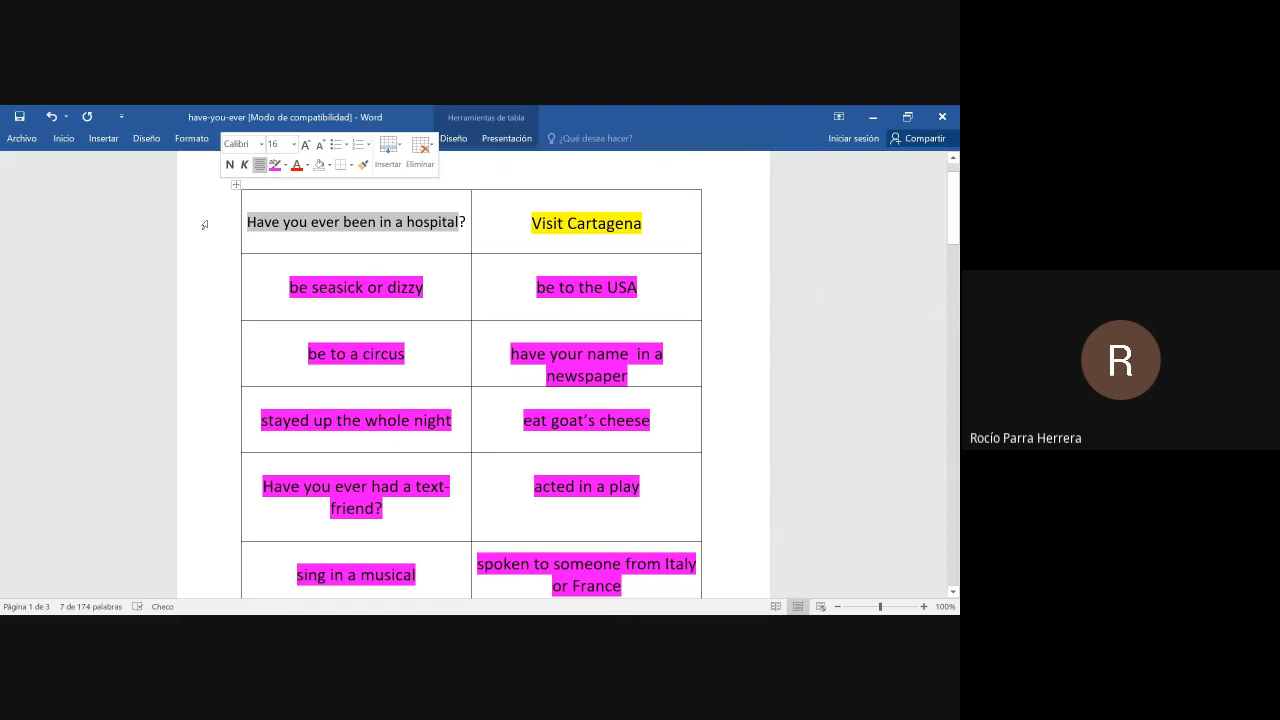 have-you-ever [Modo de compatibilidad] - Word
Herramientas de tabla
Archivo Inicio Insertar Diseño Formato Diseño Presentación ¿Qué desea hacer? Iniciar sesión Compartir
Calibri 16 A A
N K A Insertar Eliminar
Have you ever been in a hospital? Visit Cartagena
be seasick or dizzy be to the USA
be to a circus have your name in a
newspaper
stayed up the whole night eat goat's cheese
Have you ever had a text-
friend?
acted in a play
sing in a musical spoken to someone from Italy
or France
Página 1 de 3 7 de 174 palabras Checo 100%
R
Rocío Parra Herrera